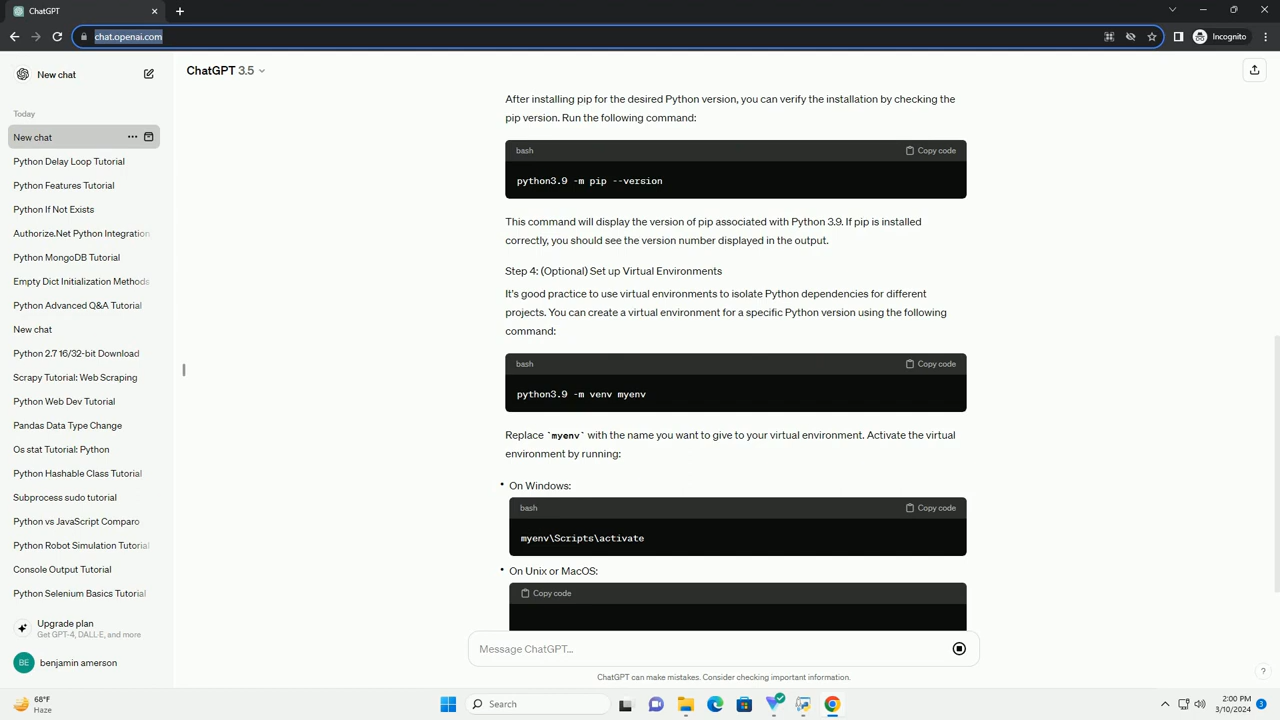 ChatGPT
chat.openai.com
Incognito
New chat
Today
New chat
Python Delay Loop Tutorial
Python Features Tutorial
Python If Not Exists
Authorize.Net Python Integration
Python MongoDB Tutorial
Empty Dict Initialization Methods
Python Advanced Q&A Tutorial
New chat
Python 2.7 16/32-bit Download
Scrapy Tutorial: Web Scraping
Python Web Dev Tutorial
Pandas Data Type Change
Os stat Tutorial: Python
Python Hashable Class Tutorial
Subprocess sudo tutorial
Python vs JavaScript Comparo
Python Robot Simulation Tutorial
Console Output Tutorial
Python Selenium Basics Tutorial
Upgrade plan
Get GPT-4, DALL·E, and more
BE benjamin amerson
ChatGPT 3.5
After installing pip for the desired Python version, you can verify the installation by checking the
pip version. Run the following command:
bash Copy code
python3.9 -m pip --version
This command will display the version of pip associated with Python 3.9. If pip is installed
correctly, you should see the version number displayed in the output.
Step 4: (Optional) Set up Virtual Environments
It's good practice to use virtual environments to isolate Python dependencies for different
projects. You can create a virtual environment for a specific Python version using the following
command:
bash Copy code
python3.9 -m venv myenv
Replace `myenv` with the name you want to give to your virtual environment. Activate the virtual
environment by running:
• On Windows:
bash Copy code
myenv\Scripts\activate
• On Unix or MacOS:
Copy code
Message ChatGPT...
ChatGPT can make mistakes. Consider checking important information.
?
68°F
Haze
Search
2:00 PM
3/10/2024
3